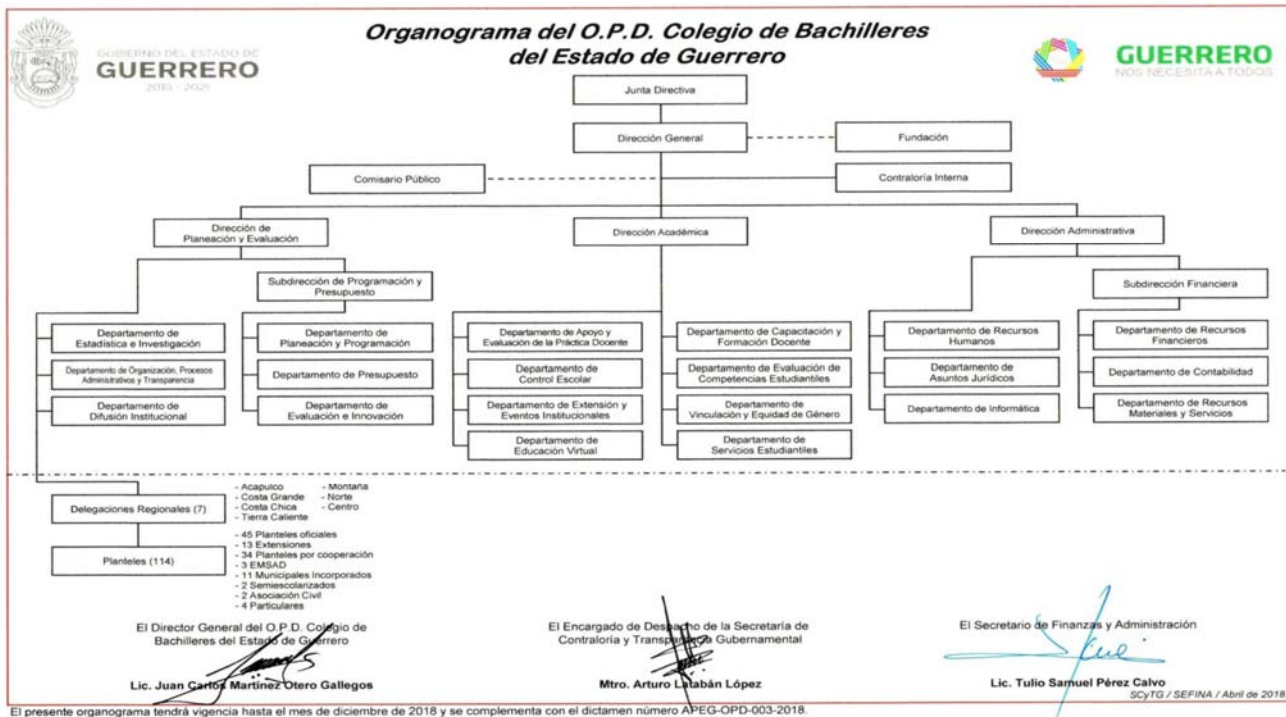 Organograma del O.P.D. Colegio de Bachilleres
del Estado de Guerrero
GOBIERNO DEL ESTADO DE
GUERRERO
2015 - 2021
GUERRERO
NOS NECESITA A TODOS
Junta Directiva
Dirección General
Fundación
Comisario Público
Contraloría Interna
Dirección de
Planeación y Evaluación
Dirección Académica
Dirección Administrativa
Subdirección de Programación y
Presupuesto
Subdirección Financiera
Departamento de
Estadística e Investigación
Departamento de
Planeación y Programación
Departamento de Apoyo y
Evaluación de la Práctica Docente
Departamento de Capacitación y
Formación Docente
Departamento de Recursos
Humanos
Departamento de Recursos
Financieros
Departamento de Organización, Procesos
Administrativos y Transparencia
Departamento de Presupuesto
Departamento de
Control Escolar
Departamento de Evaluación de
Competencias Estudiantiles
Departamento de
Asuntos Jurídicos
Departamento de Contabilidad
Departamento de
Difusión Institucional
Departamento de
Evaluación e Innovación
Departamento de Extensión y
Eventos Institucionales
Departamento de
Vinculación y Equidad de Género
Departamento de Informática
Departamento de Recursos
Materiales y Servicios
Departamento de
Educación Virtual
Departamento de
Servicios Estudiantiles
Delegaciones Regionales (7)
- Acapulco - Montaña
- Costa Grande - Norte
- Costa Chica - Centro
- Tierra Caliente
Planteles (114)
- 45 Planteles oficiales
- 13 Extensiones
- 34 Planteles por cooperación
- 3 EMSAD
- 11 Municipales Incorporados
- 2 Semiescolarizados
- 2 Asociación Civil
- 4 Particulares
El Director General del O.P.D. Colegio de
Bachilleres del Estado de Guerrero
Lic. Juan Carlos Martínez Otero Gallegos
El Encargado de Despacho de la Secretaría de
Contraloría y Transparencia Gubernamental
Mtro. Arturo Latabán López
El Secretario de Finanzas y Administración
Lic. Tulio Samuel Pérez Calvo
SCyTG / SEFINA / Abril de 2018.
El presente organograma tendrá vigencia hasta el mes de diciembre de 2018 y se complementa con el dictamen número APEG-OPD-003-2018.